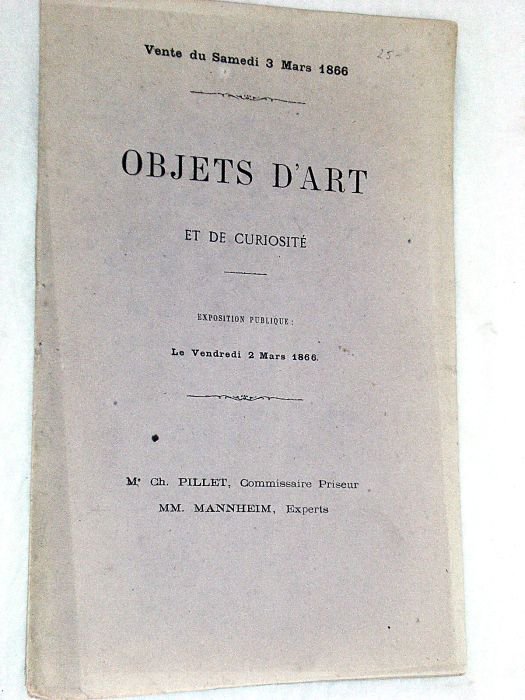 Vente du Samedi 3 Mars 1866
25-
OBJETS D'ART
ET DE CURIOSITÉ
EXPOSITION PUBLIQUE :
Le Vendredi 2 Mars 1866.
Mᵉ Ch. PILLET, Commissaire Priseur
MM. MANNHEIM, Experts